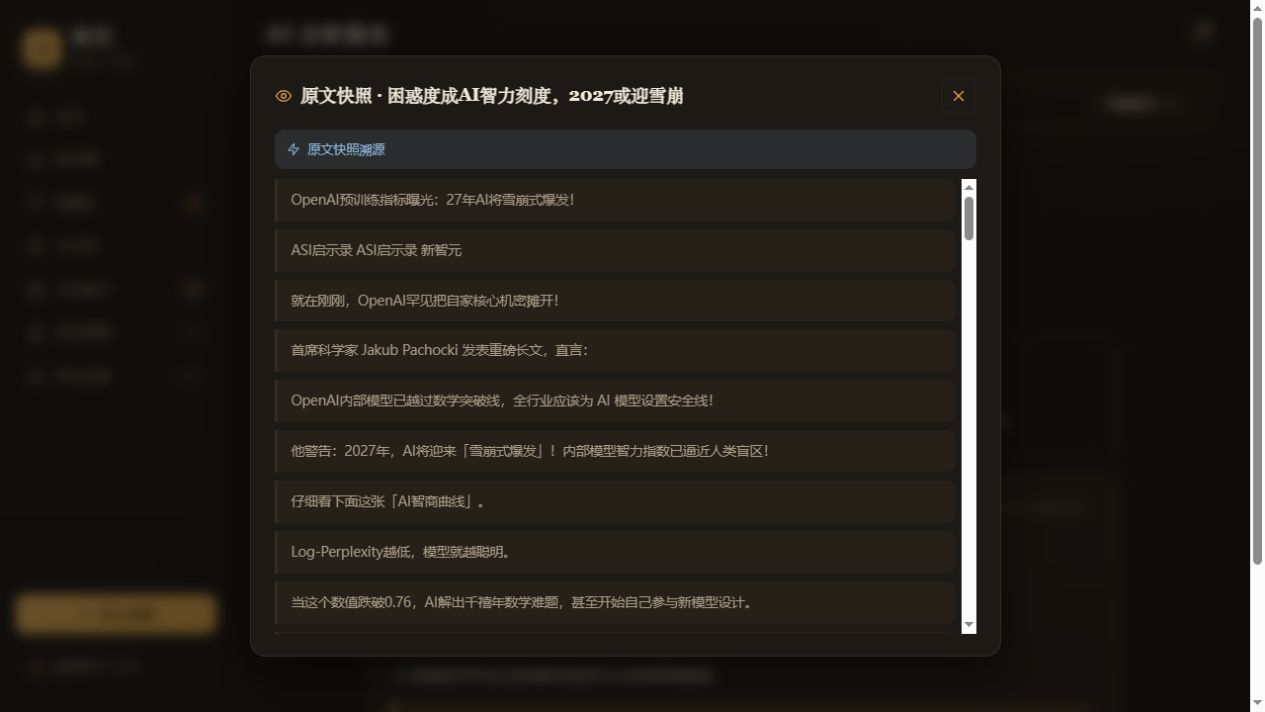 原文快照 · 困惑度成AI智力刻度，2027或迎雪崩
原文快照溯源
OpenAI预训练指标曝光：27年AI将雪崩式爆发！
ASI启示录 ASI启示录 新智元
就在刚刚，OpenAI罕见把自家核心机密摊开！
首席科学家 Jakub Pachocki 发表重磅长文，直言：
OpenAI内部模型已越过数学突破线，全行业应该为 AI 模型设置安全线！
他警告：2027年，AI将迎来「雪崩式爆发」！内部模型智力指数已逼近人类盲区！
仔细看下面这张「AI智商曲线」。
Log-Perplexity越低，模型就越聪明。
当这个数值跌破0.76，AI解出千禧年数学难题，甚至开始自己参与新模型设计。